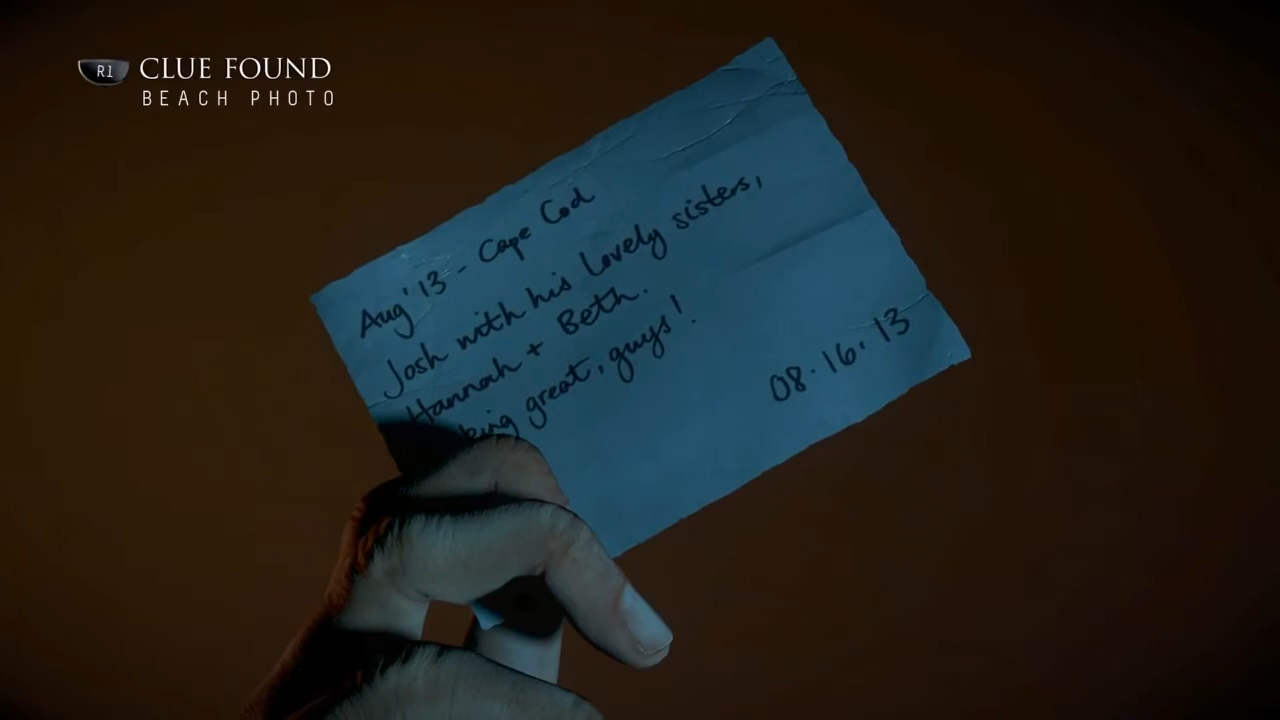 R1 CLUE FOUND
BEACH PHOTO
Aug' 13 - Cape Cod
Josh with his lovely sisters,
Hannah + Beth.
great, guys!
08.16.13